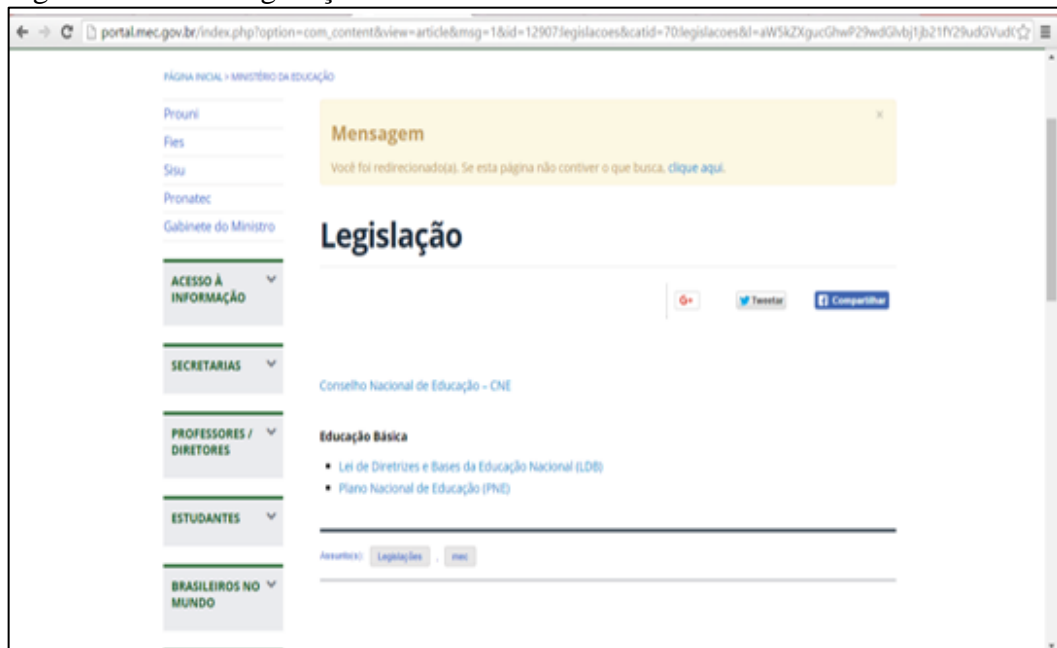 portal.mec.gov.br/index.php?option=com_content&view=article&msg=1&id=12907:legislacoes&catid=70:legislacoes
PÁGINA INICIAL > MINISTÉRIO DA EDUCAÇÃO
Prouni
Fies
Sisu
Pronatec
Gabinete do Ministro
ACESSO À
INFORMAÇÃO
SECRETARIAS
PROFESSORES /
DIRETORES
ESTUDANTES
BRASILEIROS NO
MUNDO
×
Mensagem
Você foi redirecionado(a). Se esta página não contiver o que busca, clique aqui.
Legislação
G+ Tweetar Compartilhar
Conselho Nacional de Educação – CNE
Educação Básica
• Lei de Diretrizes e Bases da Educação Nacional (LDB)
• Plano Nacional de Educação (PNE)
Assunto(s): Legislações , mec